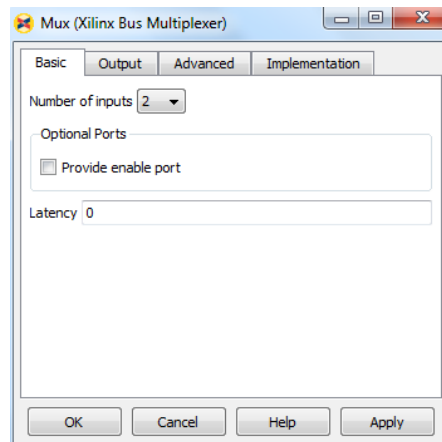 Mux (Xilinx Bus Multiplexer)
Basic Output Advanced Implementation
Number of inputs 2
Optional Ports
Provide enable port
Latency 0
OK Cancel Help Apply